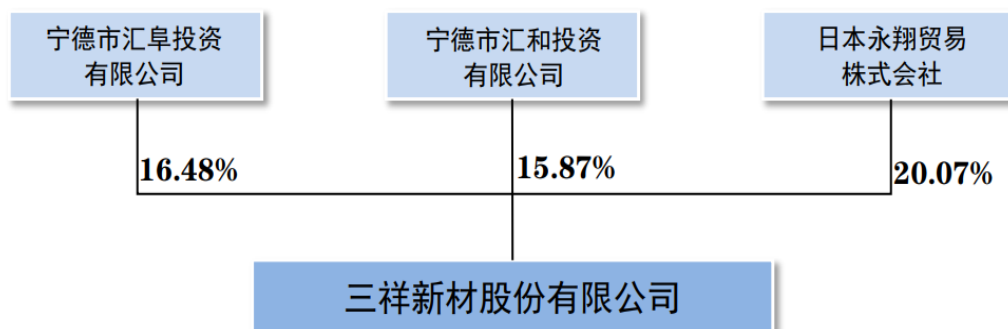 宁德市汇阜投资
有限公司
宁德市汇和投资
有限公司
日本永翔贸易
株式会社
16.48%
15.87%
20.07%
三祥新材股份有限公司